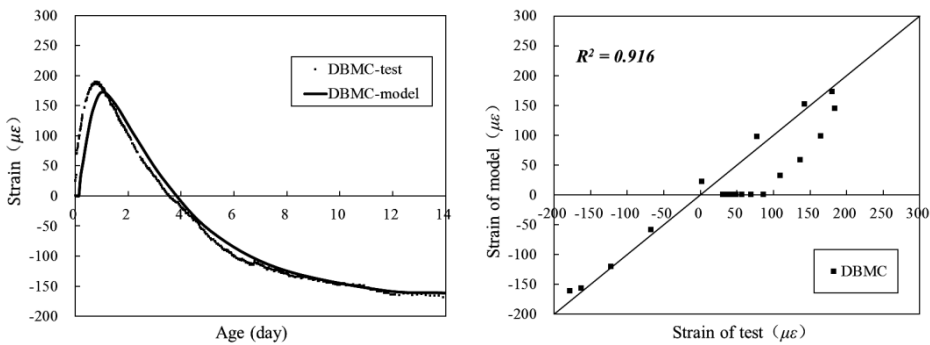 300
250
200
150
100
50
0
-50
-100
-150
-200
0 2 4 6 8 10 12 14
Strain（με）
Age (day)
DBMC-test
DBMC-model
300
250
200
150
100
50
0
-50
-100
-150
-200
-200 -150 -100 -50 0 50 100 150 200 250 300
Strain of model（με）
Strain of test（με）
R² = 0.916
DBMC